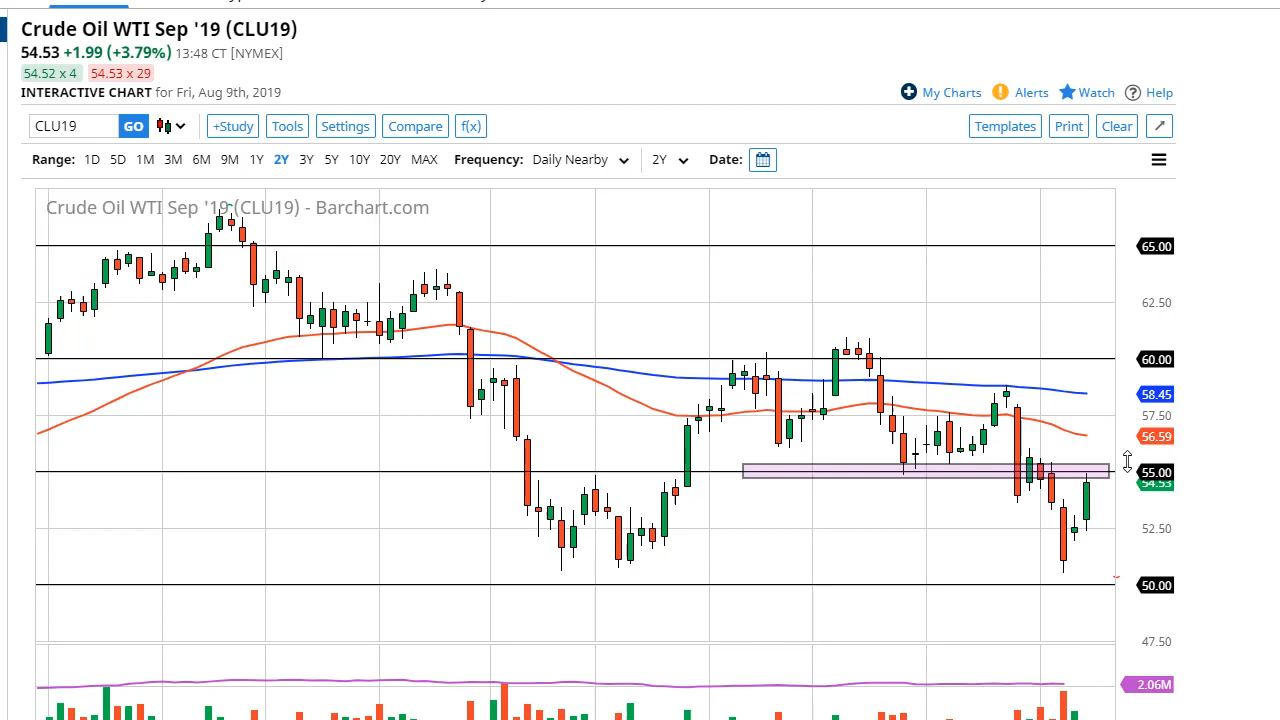 Crude Oil WTI Sep '19 (CLU19)
54.53 +1.99 (+3.79%) 13:48 CT [NYMEX]
54.52 x 4 54.53 x 29
INTERACTIVE CHART for Fri, Aug 9th, 2019
My Charts Alerts Watch Help
CLU19 GO +Study Tools Settings Compare f(x) Templates Print Clear
Range: 1D 5D 1M 3M 6M 9M 1Y 2Y 3Y 5Y 10Y 20Y MAX Frequency: Daily Nearby 2Y Date:
Crude Oil WTI Sep '19 (CLU19) - Barchart.com
65.00
62.50
60.00
58.45
57.50
56.59
55.00
54.53
52.50
50.00
47.50
2.06M